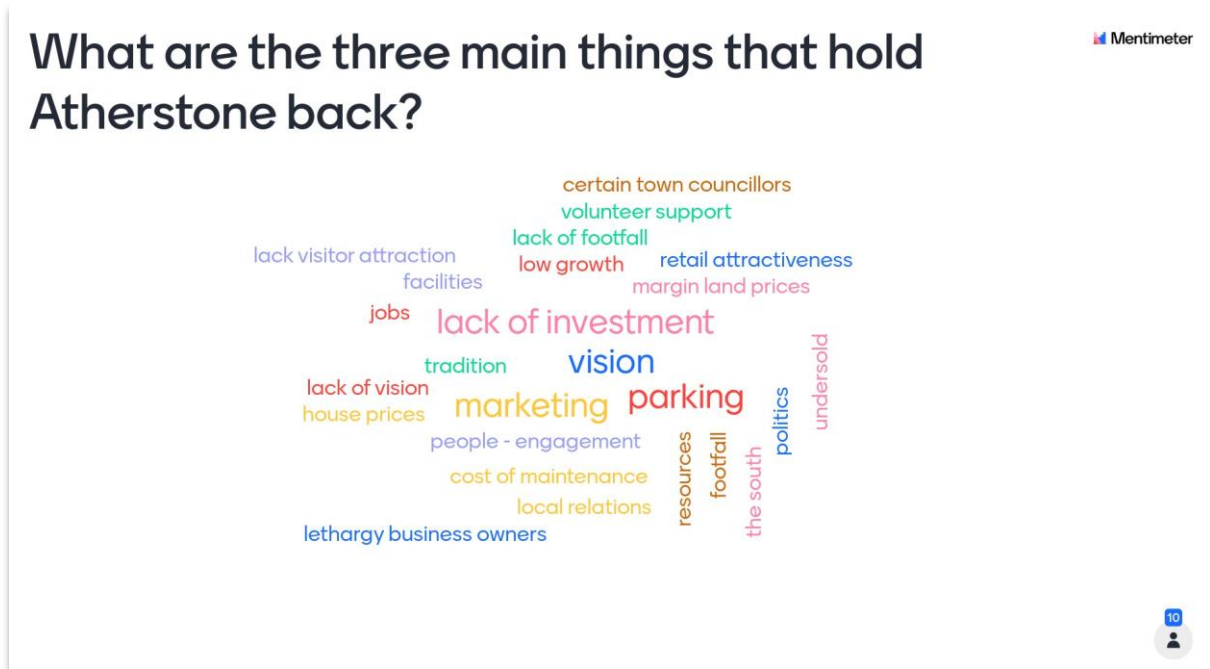 What are the three main things that hold
Atherstone back?
Mentimeter
certain town councillors
volunteer support
lack of footfall
lack visitor attraction
low growth
retail attractiveness
facilities
margin land prices
jobs
lack of investment
undersold
tradition
vision
lack of vision
marketing
parking
politics
house prices
people - engagement
resources
footfall
the south
cost of maintenance
local relations
lethargy business owners
10